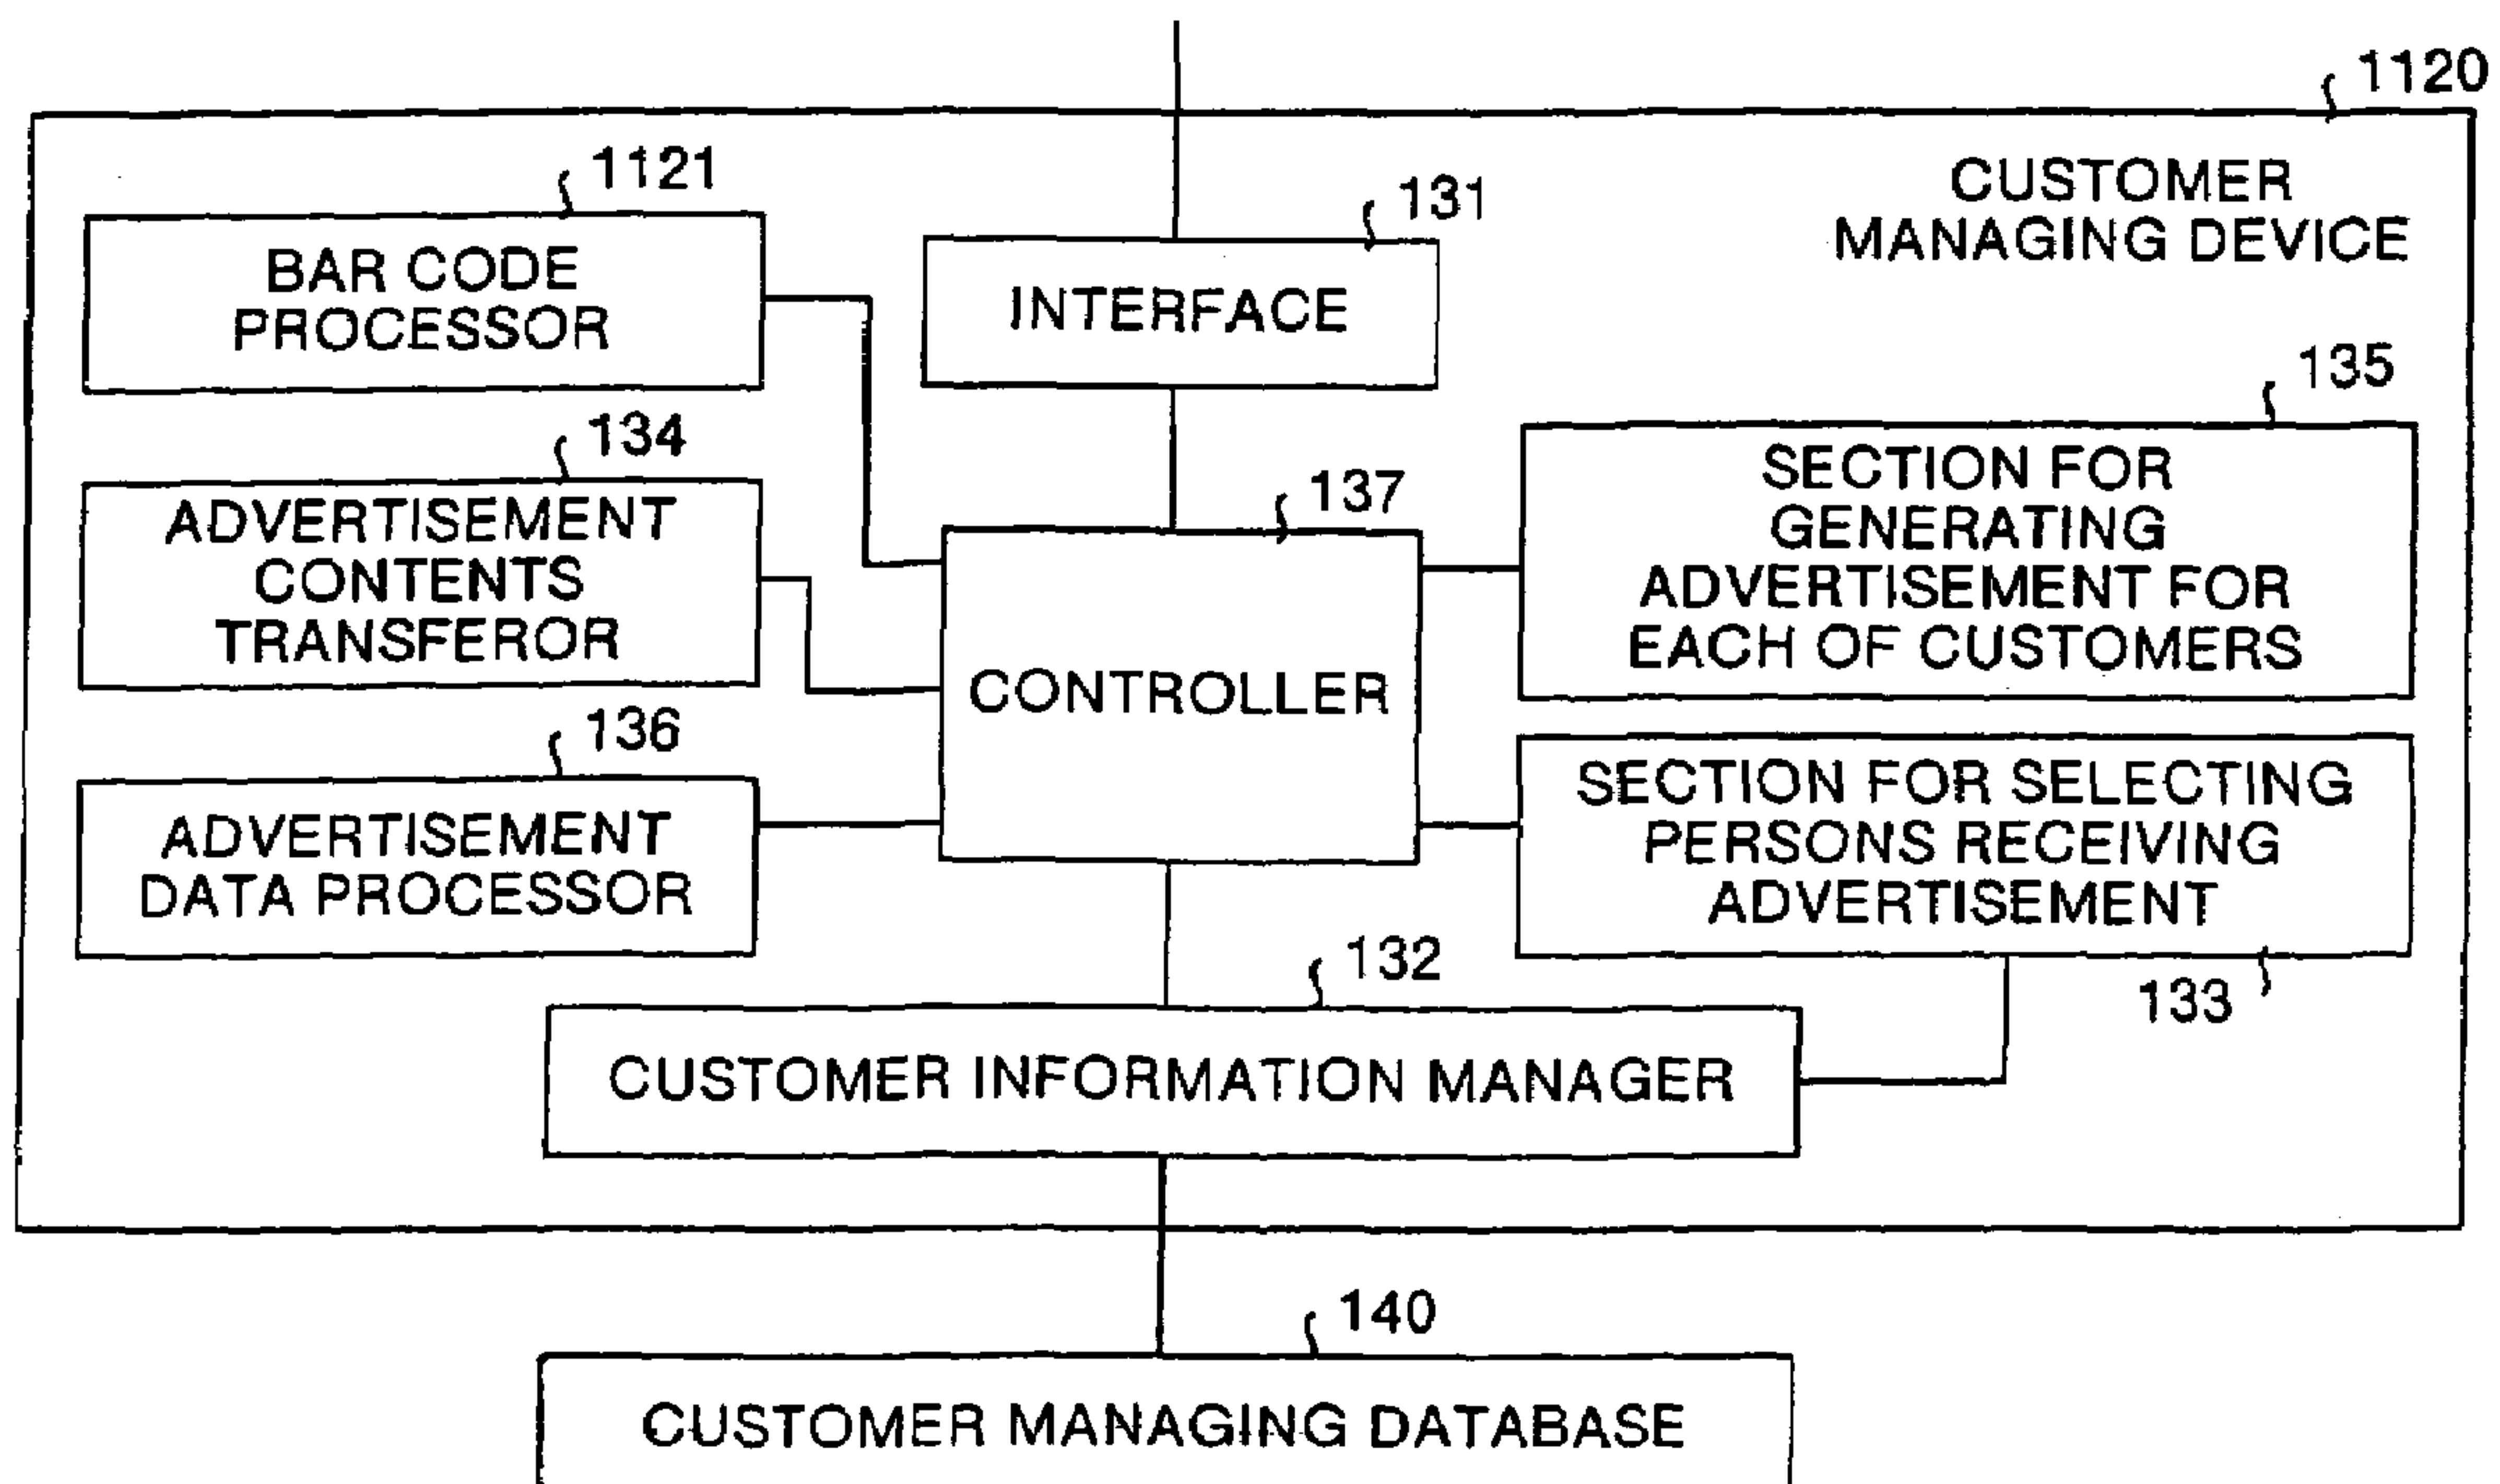 1120
CUSTOMER
MANAGING DEVICE
1121
BAR CODE
PROCESSOR
131
INTERFACE
134
ADVERTISEMENT
CONTENTS
TRANSFEROR
137
CONTROLLER
135
SECTION FOR
GENERATING
ADVERTISEMENT FOR
EACH OF CUSTOMERS
136
ADVERTISEMENT
DATA PROCESSOR
SECTION FOR SELECTING
PERSONS RECEIVING
ADVERTISEMENT
133
132
CUSTOMER INFORMATION MANAGER
140
CUSTOMER MANAGING DATABASE